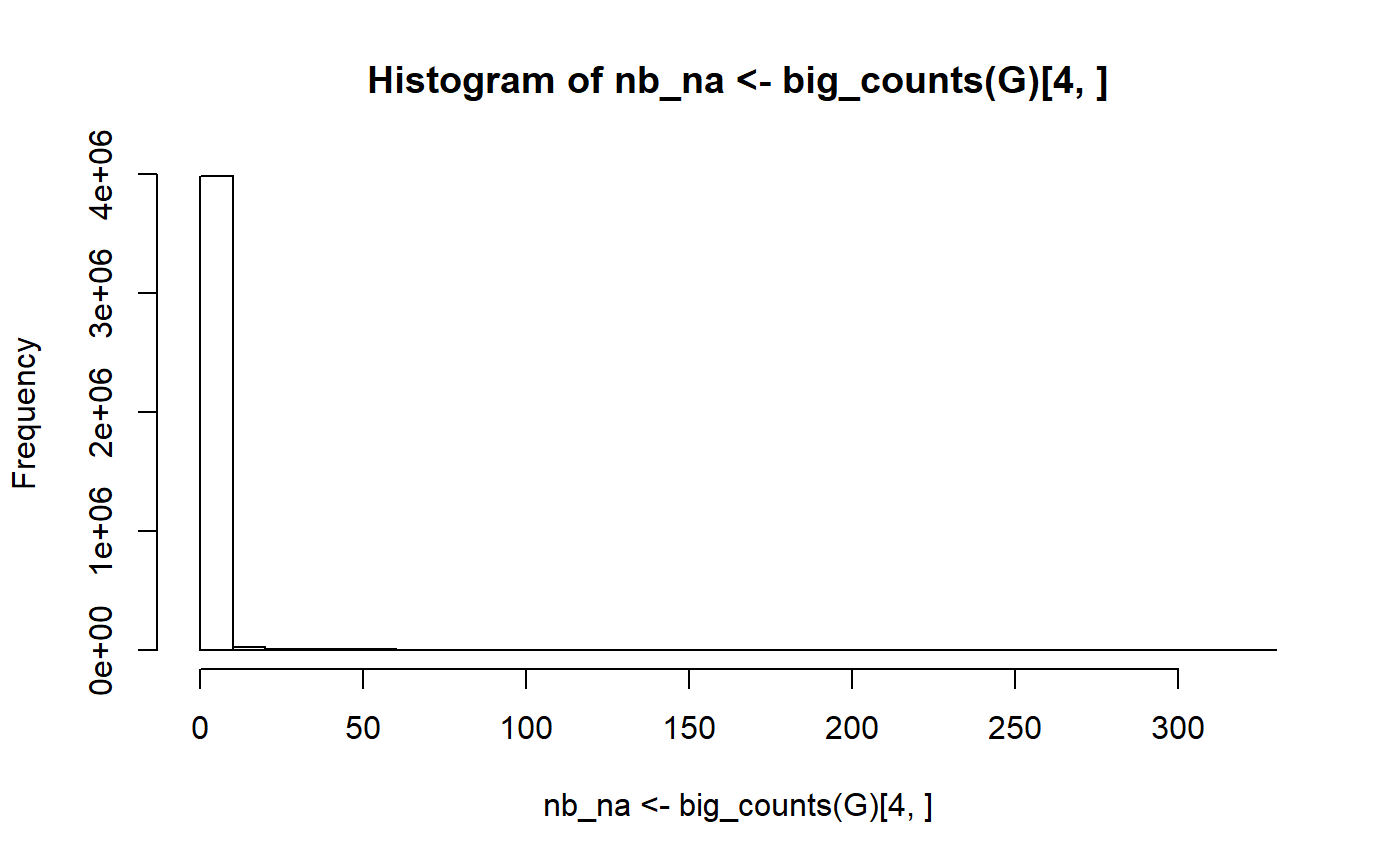 Histogram of nb_na <- big_counts(G)[4, ]
Frequency
4e+06
3e+06
2e+06
1e+06
0e+00
0 50 100 150 200 250 300
nb_na <- big_counts(G)[4, ]